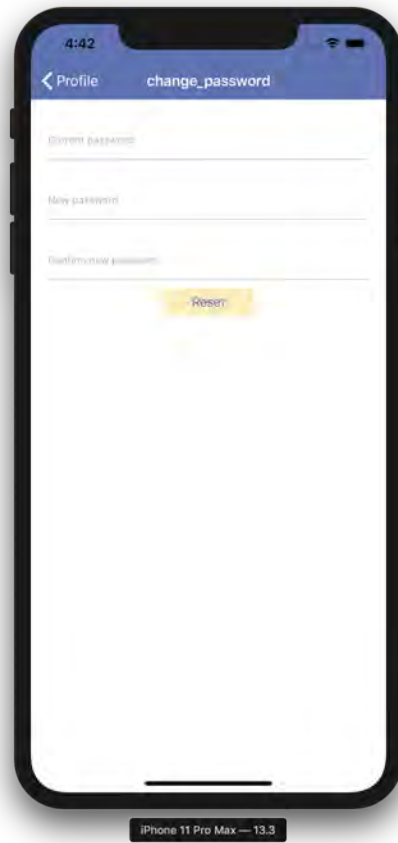 4:42
Profile change_password
Current password
New password
Confirm new password
Reset
iPhone 11 Pro Max — 13.3